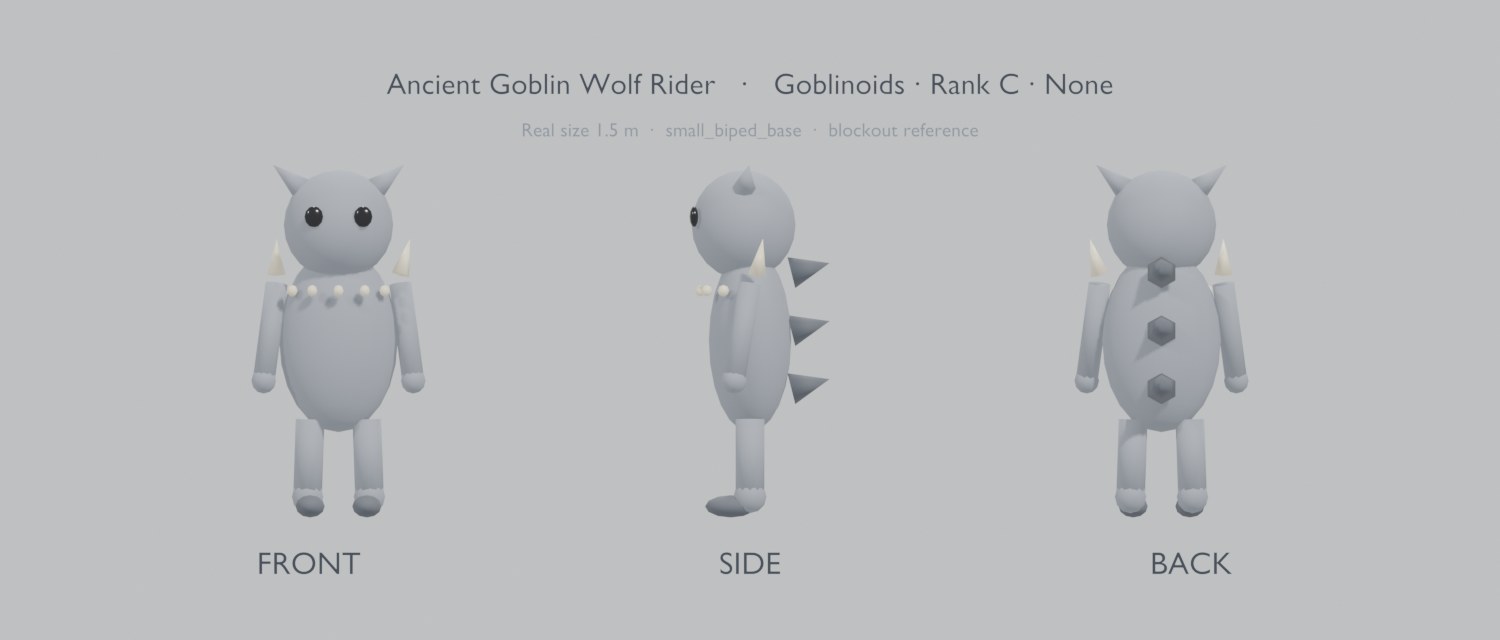 Ancient Goblin Wolf Rider · Goblinoids · Rank C · None
Real size 1.5 m · small_biped_base · blockout reference
FRONT
SIDE
BACK